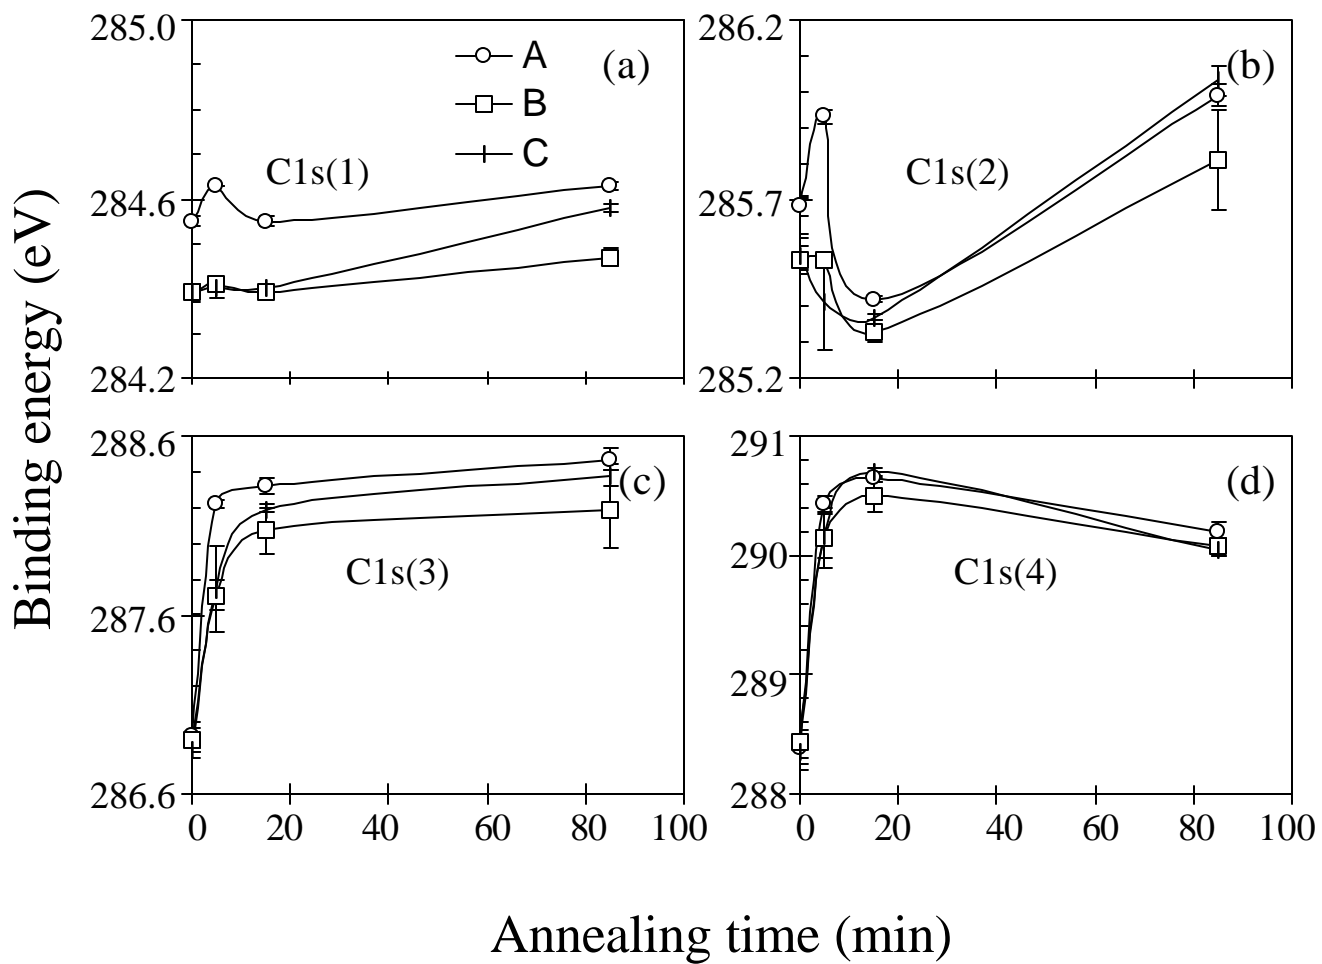 285.0
A
(a)
B
C
C1s(1)
284.6
284.2
286.2
(b)
C1s(2)
285.7
285.2
Binding energy (eV)
288.6
(c)
C1s(3)
287.6
286.6
0 20 40 60 80 100
291
(d)
290
C1s(4)
289
288
0 20 40 60 80 100
Annealing time (min)